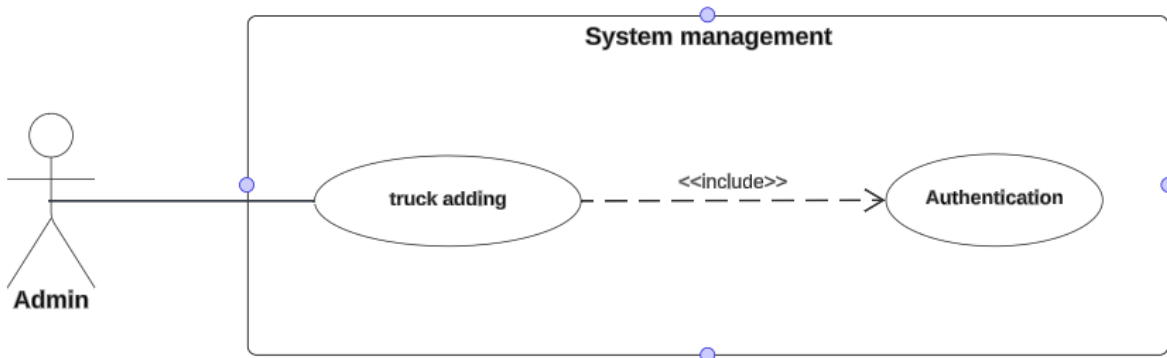 System management
truck adding
<<include>>
Authentication
Admin